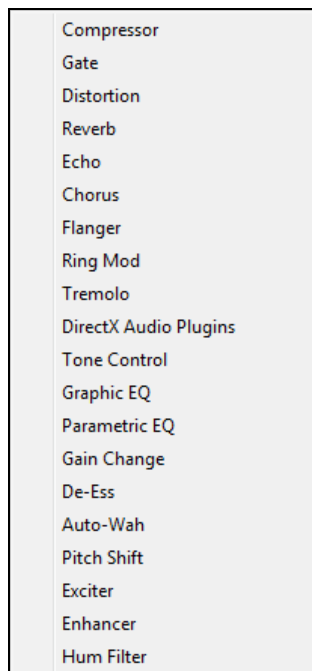 Compressor
Gate
Distortion
Reverb
Echo
Chorus
Flanger
Ring Mod
Tremolo
DirectX Audio Plugins
Tone Control
Graphic EQ
Parametric EQ
Gain Change
De-Ess
Auto-Wah
Pitch Shift
Exciter
Enhancer
Hum Filter